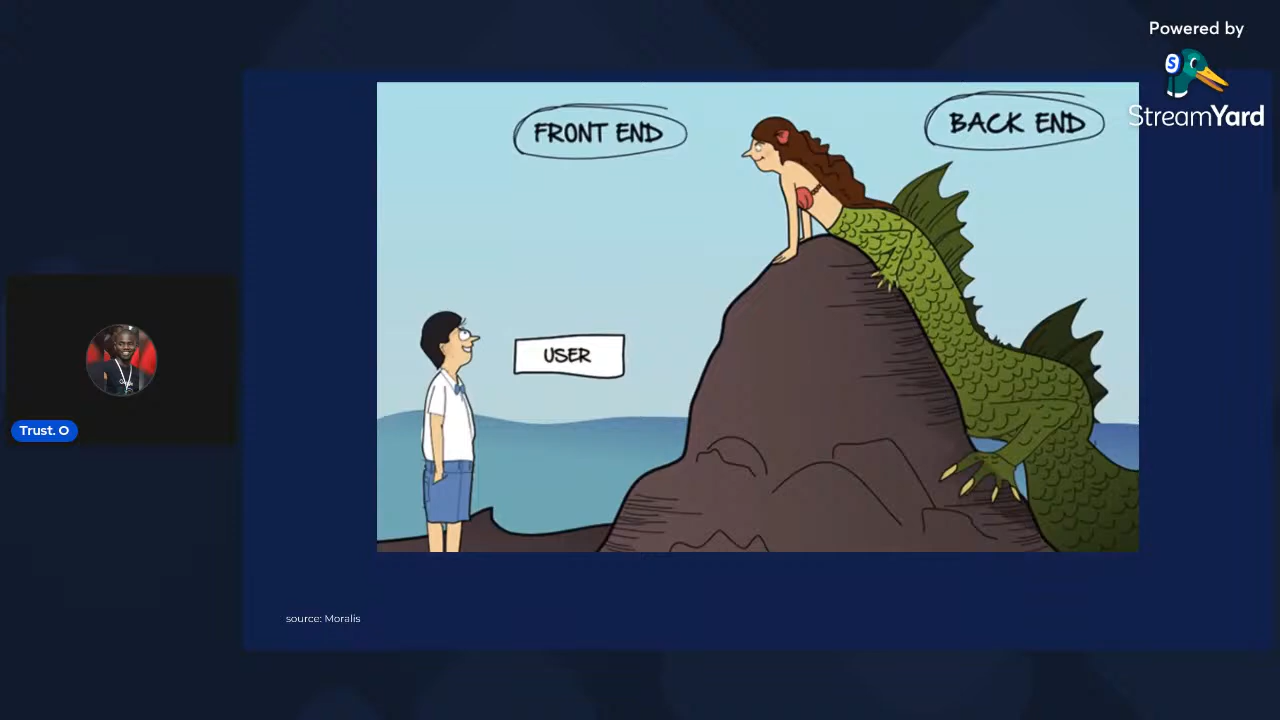 Powered by
StreamYard
FRONT END
BACK END
USER
Trust. O
source: Moralis